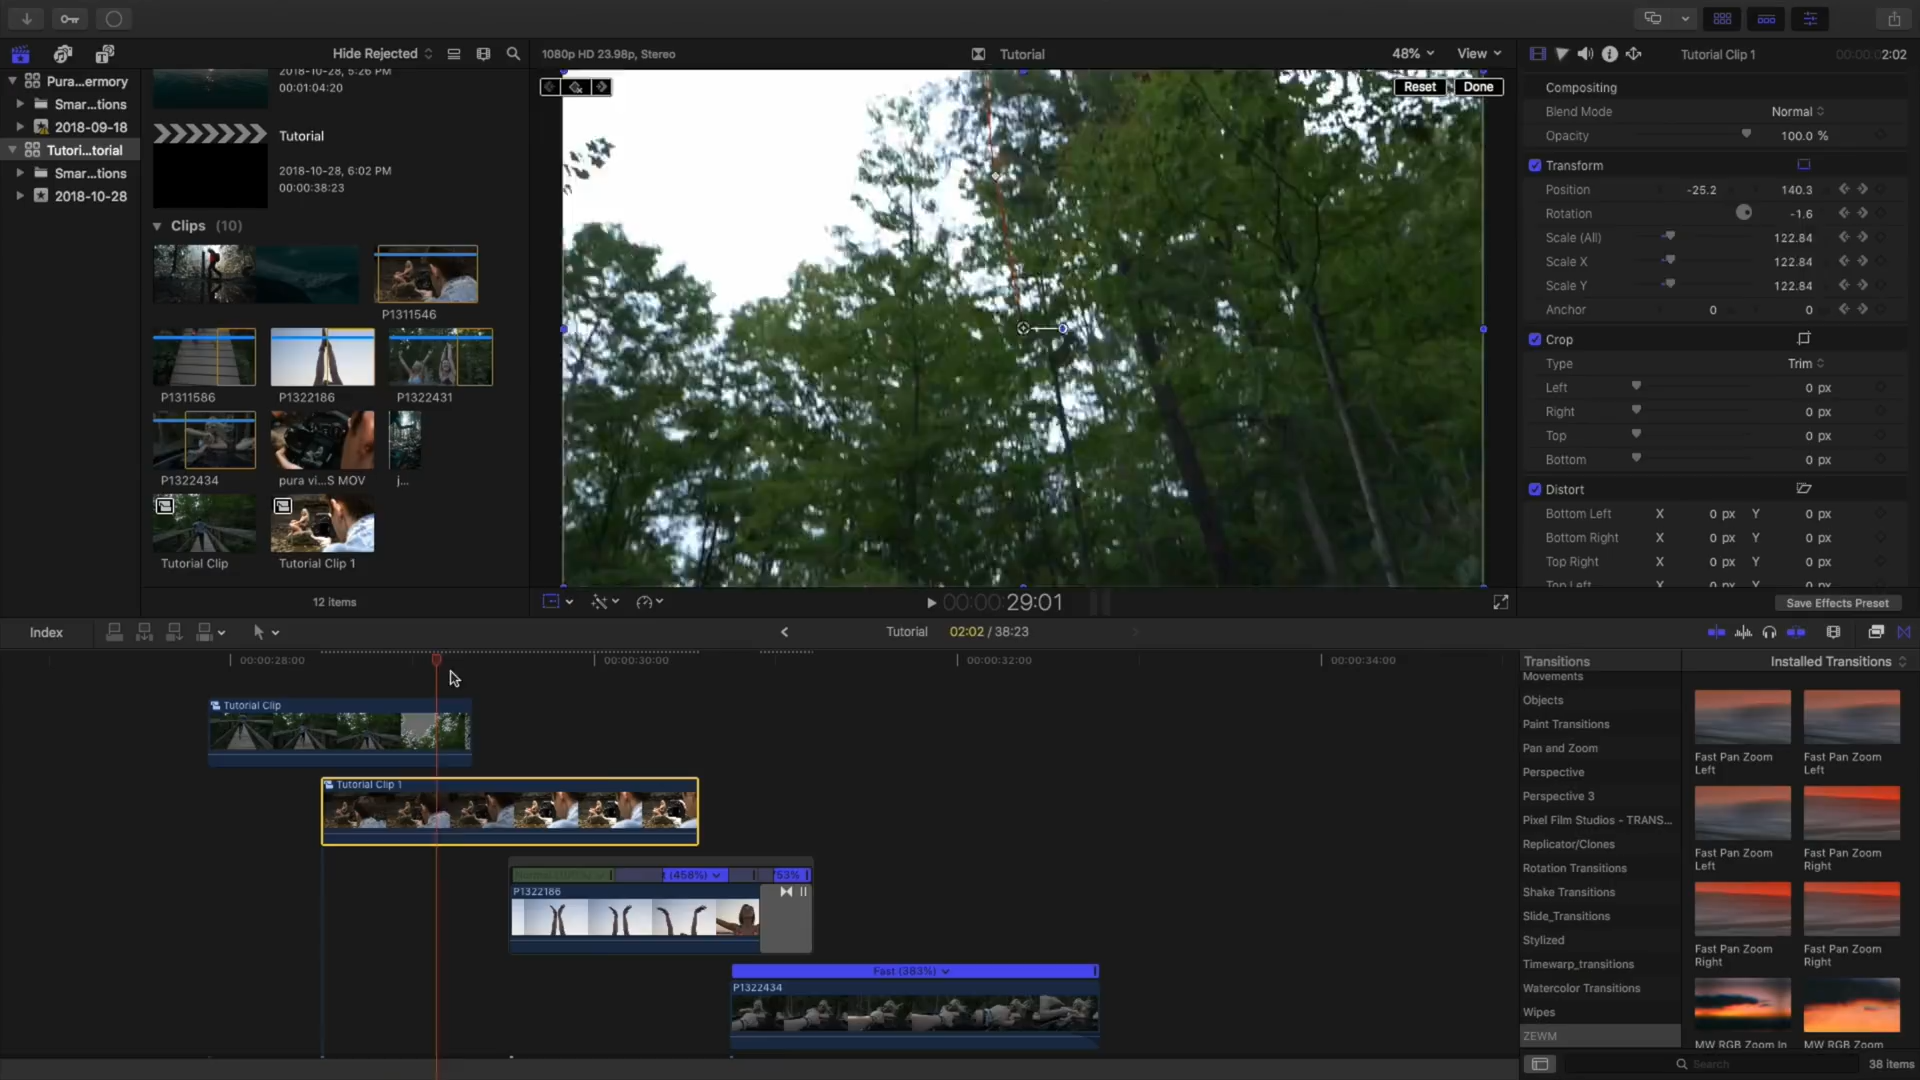 Hide Rejected
1080p HD 23.98p, Stereo
Tutorial
48%
View
Tutorial Clip 1
00:00:02:02
Pura...ermory
Smar...tions
2018-09-18
Tutori...torial
Smar...tions
2018-10-28
2018-10-28, 5:26 PM
00:01:04:20
Tutorial
2018-10-28, 6:02 PM
00:00:38:23
Clips (10)
P1311546
P1311586
P1322186
P1322431
P1322434
pura vi...S MOV
j...
Tutorial Clip
Tutorial Clip 1
12 items
Reset
Done
00:00:29:01
Compositing
Blend Mode Normal
Opacity 100.0 %
Transform
Position -25.2 140.3
Rotation -1.6
Scale (All) 122.84
Scale X 122.84
Scale Y 122.84
Anchor 0 0
Crop
Type Trim
Left 0 px
Right 0 px
Top 0 px
Bottom 0 px
Distort
Bottom Left X 0 px Y 0 px
Bottom Right X 0 px Y 0 px
Top Right X 0 px Y 0 px
Top Left 0 px 0 px
Save Effects Preset
Index
Tutorial 02:02 / 38:23
00:00:28:00
00:00:30:00
00:00:32:00
00:00:34:00
Tutorial Clip
Tutorial Clip 1
t (458%)
53%
P1322186
Fast (383%)
P1322434
Transitions
Installed Transitions
Movements
Objects
Paint Transitions
Pan and Zoom
Perspective
Perspective 3
Pixel Film Studios - TRANS...
Replicator/Clones
Rotation Transitions
Shake Transitions
Slide_Transitions
Stylized
Timewarp_transitions
Watercolor Transitions
Wipes
ZEWM
Fast Pan Zoom
Left
Fast Pan Zoom
Left
Fast Pan Zoom
Left
Fast Pan Zoom
Right
Fast Pan Zoom
Right
Fast Pan Zoom
Right
MW RGB Zoom In
MW RGB Zoom
Search
38 items